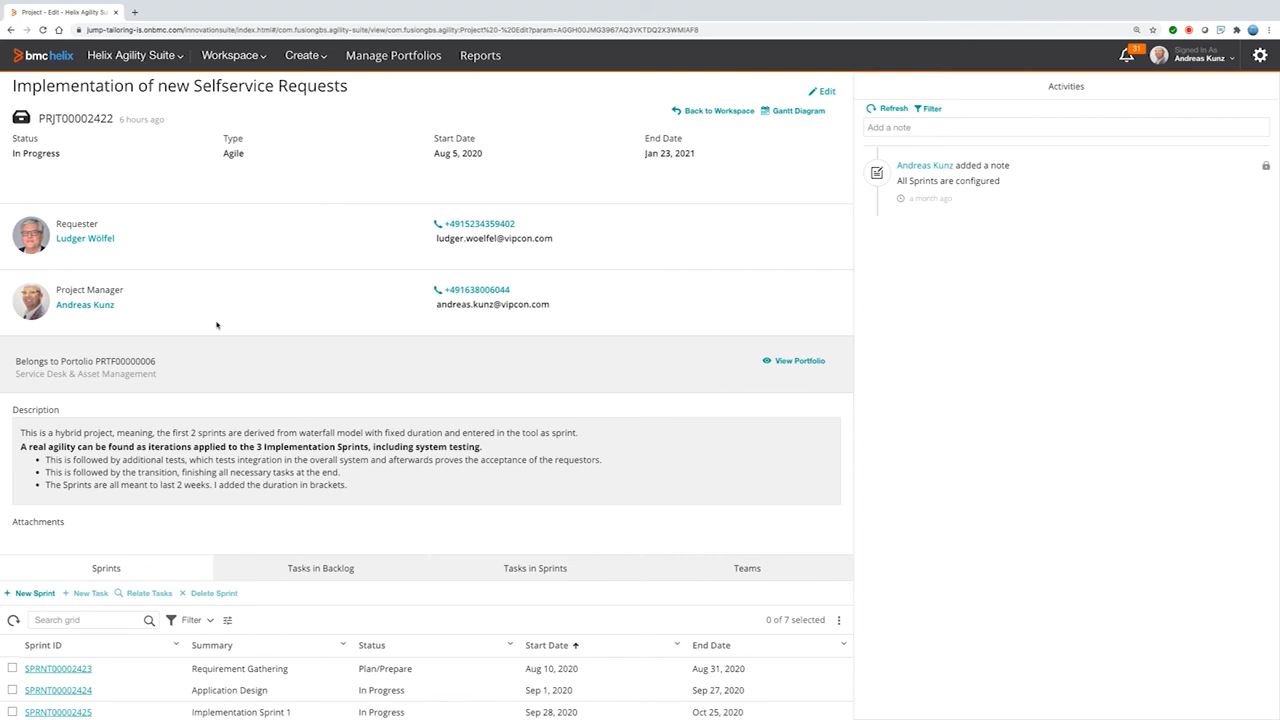 Project - Edit - Helix Agility Suite
jump-tailoring-is.onbmc.com/innovationsuite/index.html#/com.fusiongbs.agility-suite/view/com.fusiongbs.agility:Project%20-%20Edit?param=AGGH00JMG3967AQ3VKTDQ2X3WMIAF8
bmchelix Helix Agility Suite Workspace Create Manage Portfolios Reports 31 Signed In As
Andreas Kunz
Implementation of new Selfservice Requests
Edit
PRJT00002422 6 hours ago
Back to Workspace Gantt Diagram
Status Type Start Date End Date
In Progress Agile Aug 5, 2020 Jan 23, 2021
Requester
Ludger Wölfel
+4915234359402
ludger.woelfel@vipcon.com
Project Manager
Andreas Kunz
+491638006044
andreas.kunz@vipcon.com
Belongs to Portolio PRTF00000006
Service Desk & Asset Management
View Portfolio
Description
This is a hybrid project, meaning, the first 2 sprints are derived from waterfall model with fixed duration and entered in the tool as sprint.
A real agility can be found as iterations applied to the 3 Implementation Sprints, including system testing.
• This is followed by additional tests, which tests integration in the overall system and afterwards proves the acceptance of the requestors.
• This is followed by the transition, finishing all necessary tasks at the end.
• The Sprints are all meant to last 2 weeks. I added the duration in brackets.
Attachments
Sprints Tasks in Backlog Tasks in Sprints Teams
+ New Sprint + New Task Relate Tasks × Delete Sprint
Search grid Filter 0 of 7 selected
Sprint ID Summary Status Start Date End Date
SPRNT00002423 Requirement Gathering Plan/Prepare Aug 10, 2020 Aug 31, 2020
SPRNT00002424 Application Design In Progress Sep 1, 2020 Sep 27, 2020
SPRNT00002425 Implementation Sprint 1 In Progress Sep 28, 2020 Oct 25, 2020
Activities
Refresh Filter
Add a note
Andreas Kunz added a note
All Sprints are configured
a month ago